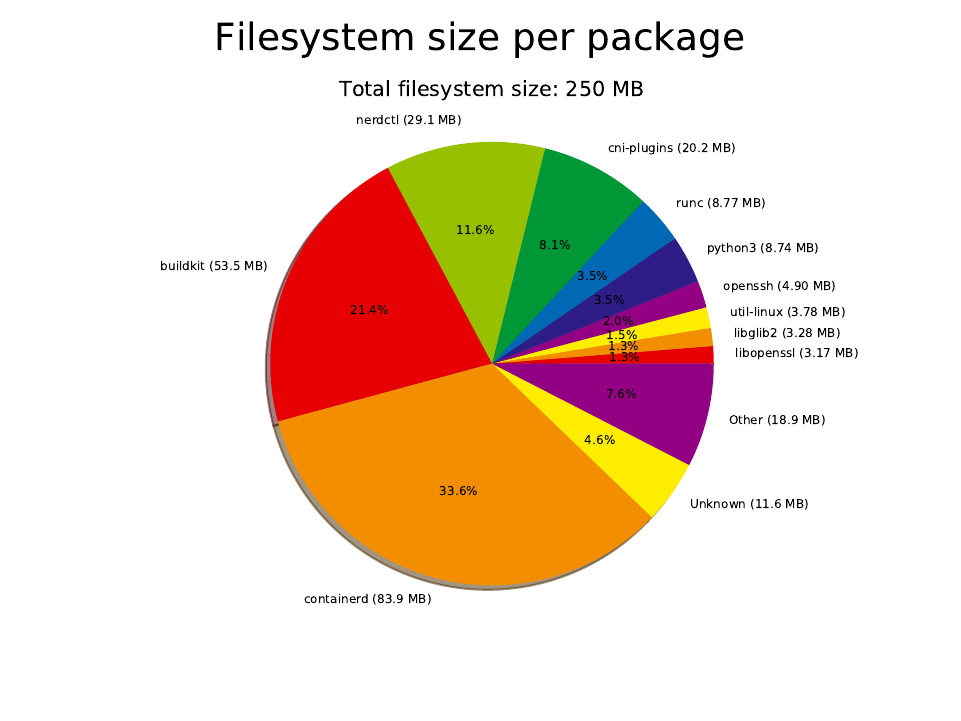 Filesystem size per package
Total filesystem size: 250 MB
nerdctl (29.1 MB)
cni-plugins (20.2 MB)
runc (8.77 MB)
python3 (8.74 MB)
openssh (4.90 MB)
util-linux (3.78 MB)
libglib2 (3.28 MB)
libopenssl (3.17 MB)
Other (18.9 MB)
Unknown (11.6 MB)
containerd (83.9 MB)
buildkit (53.5 MB)
11.6%
8.1%
3.5%
3.5%
2.0%
1.5%
1.3%
1.3%
7.6%
4.6%
33.6%
21.4%